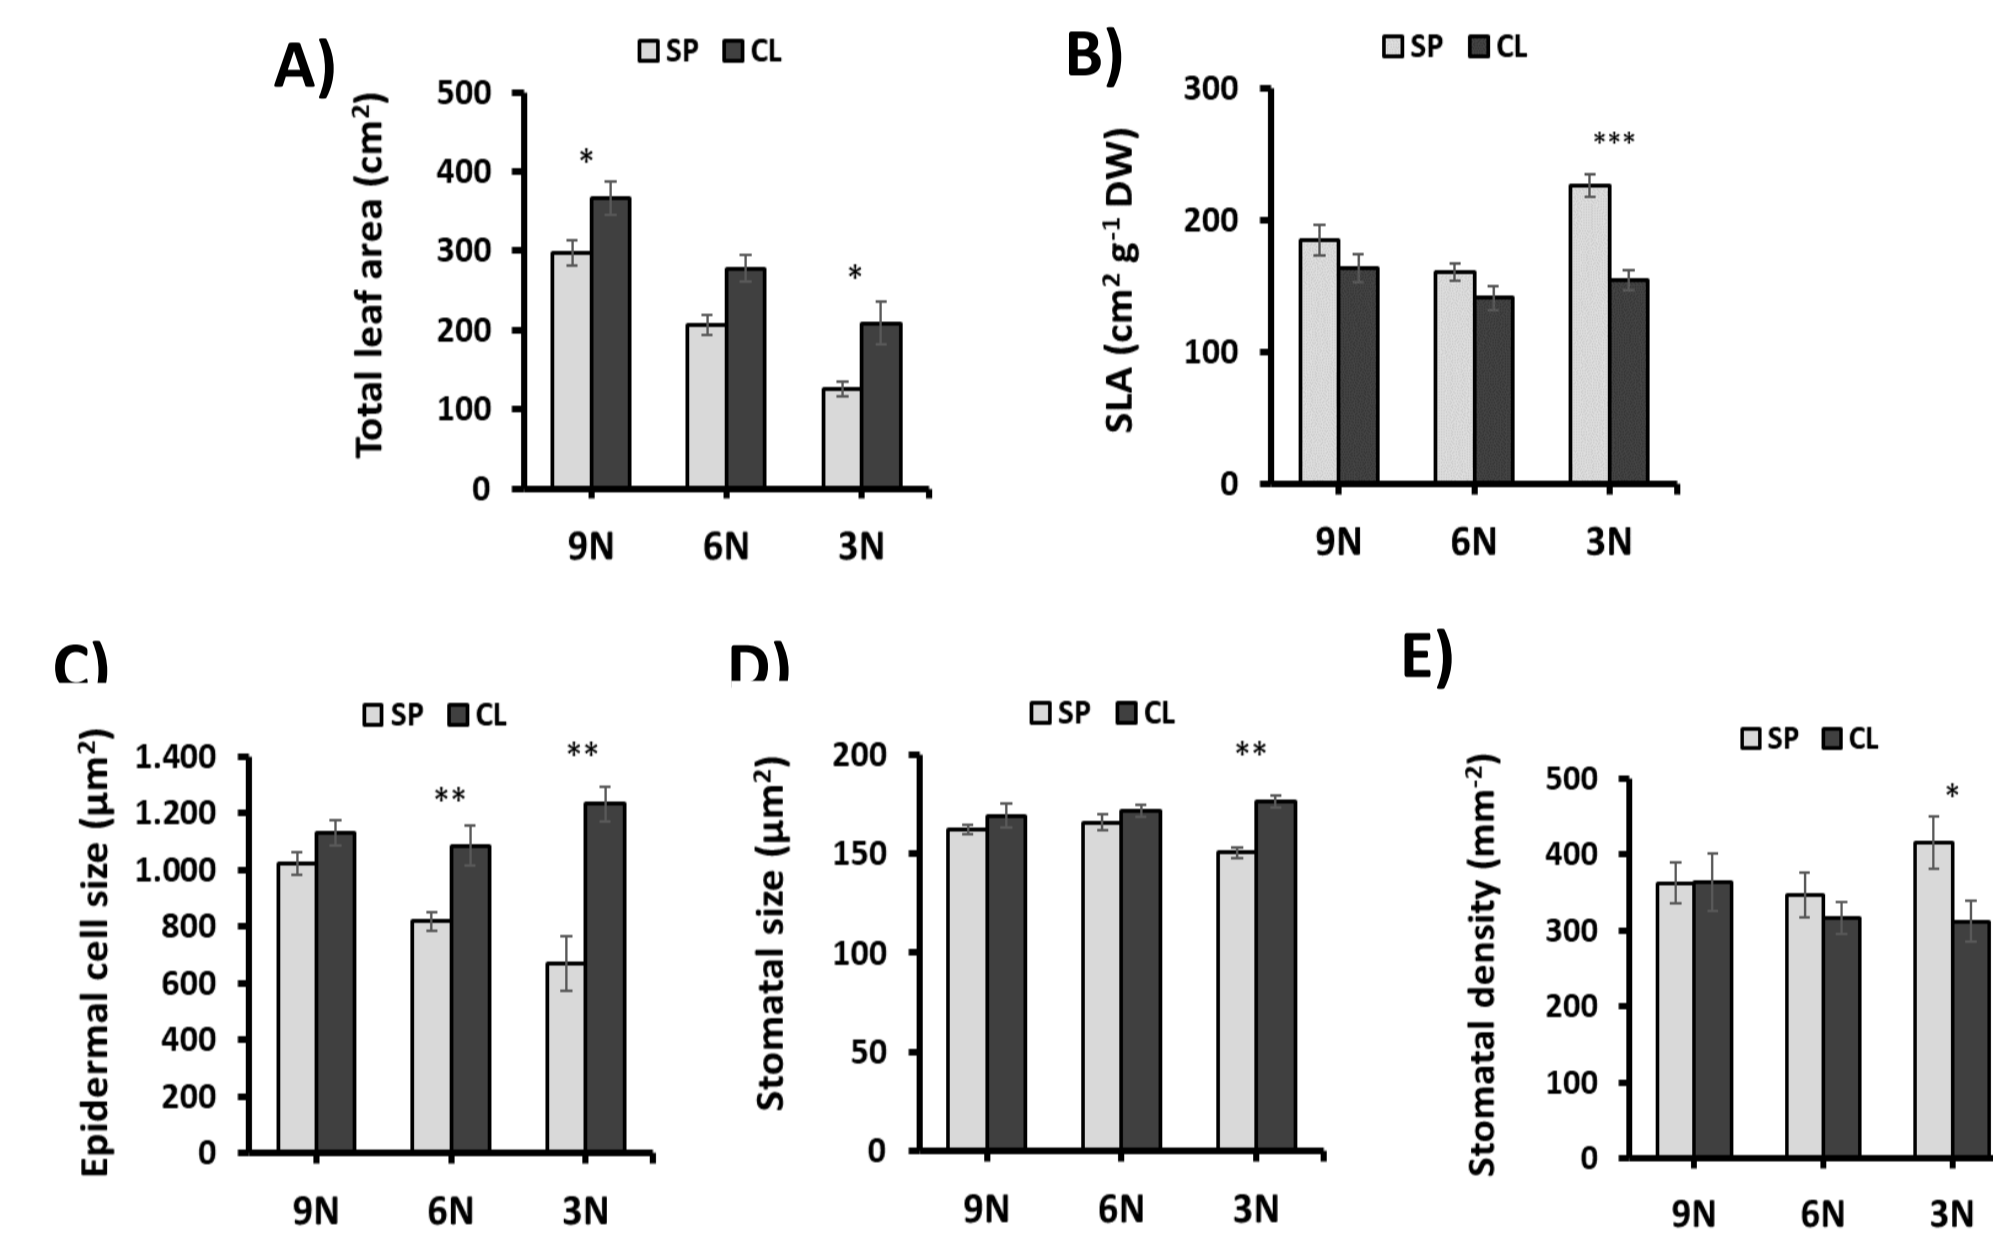 A)
SP CL
Total leaf area (cm²)
500
400
300
200
100
0
*
*
9N 6N 3N
B)
SP CL
SLA (cm² g⁻¹ DW)
300
200
100
0
***
9N 6N 3N
C)
SP CL
Epidermal cell size (µm²)
1.400
1.200
1.000
800
600
400
200
0
**
**
9N 6N 3N
D)
SP CL
Stomatal size (µm²)
200
150
100
50
0
**
9N 6N 3N
E)
SP CL
Stomatal density (mm⁻²)
500
400
300
200
100
0
*
9N 6N 3N